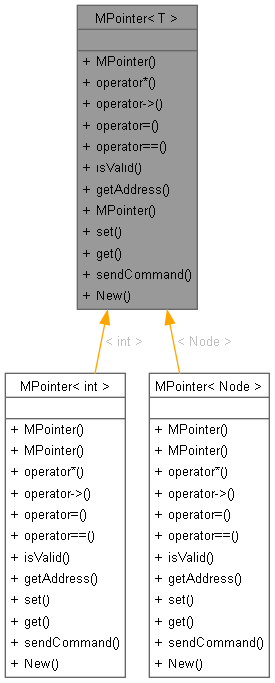 MPointer< T >
+ MPointer()
+ operator*()
+ operator->()
+ operator=()
+ operator==()
+ isValid()
+ getAddress()
+ MPointer()
+ set()
+ get()
+ sendCommand()
+ New()
< int >
< Node >
MPointer< int >
+ MPointer()
+ MPointer()
+ operator*()
+ operator->()
+ operator=()
+ operator==()
+ isValid()
+ getAddress()
+ set()
+ get()
+ sendCommand()
+ New()
MPointer< Node >
+ MPointer()
+ MPointer()
+ operator*()
+ operator->()
+ operator=()
+ operator==()
+ isValid()
+ getAddress()
+ set()
+ get()
+ sendCommand()
+ New()